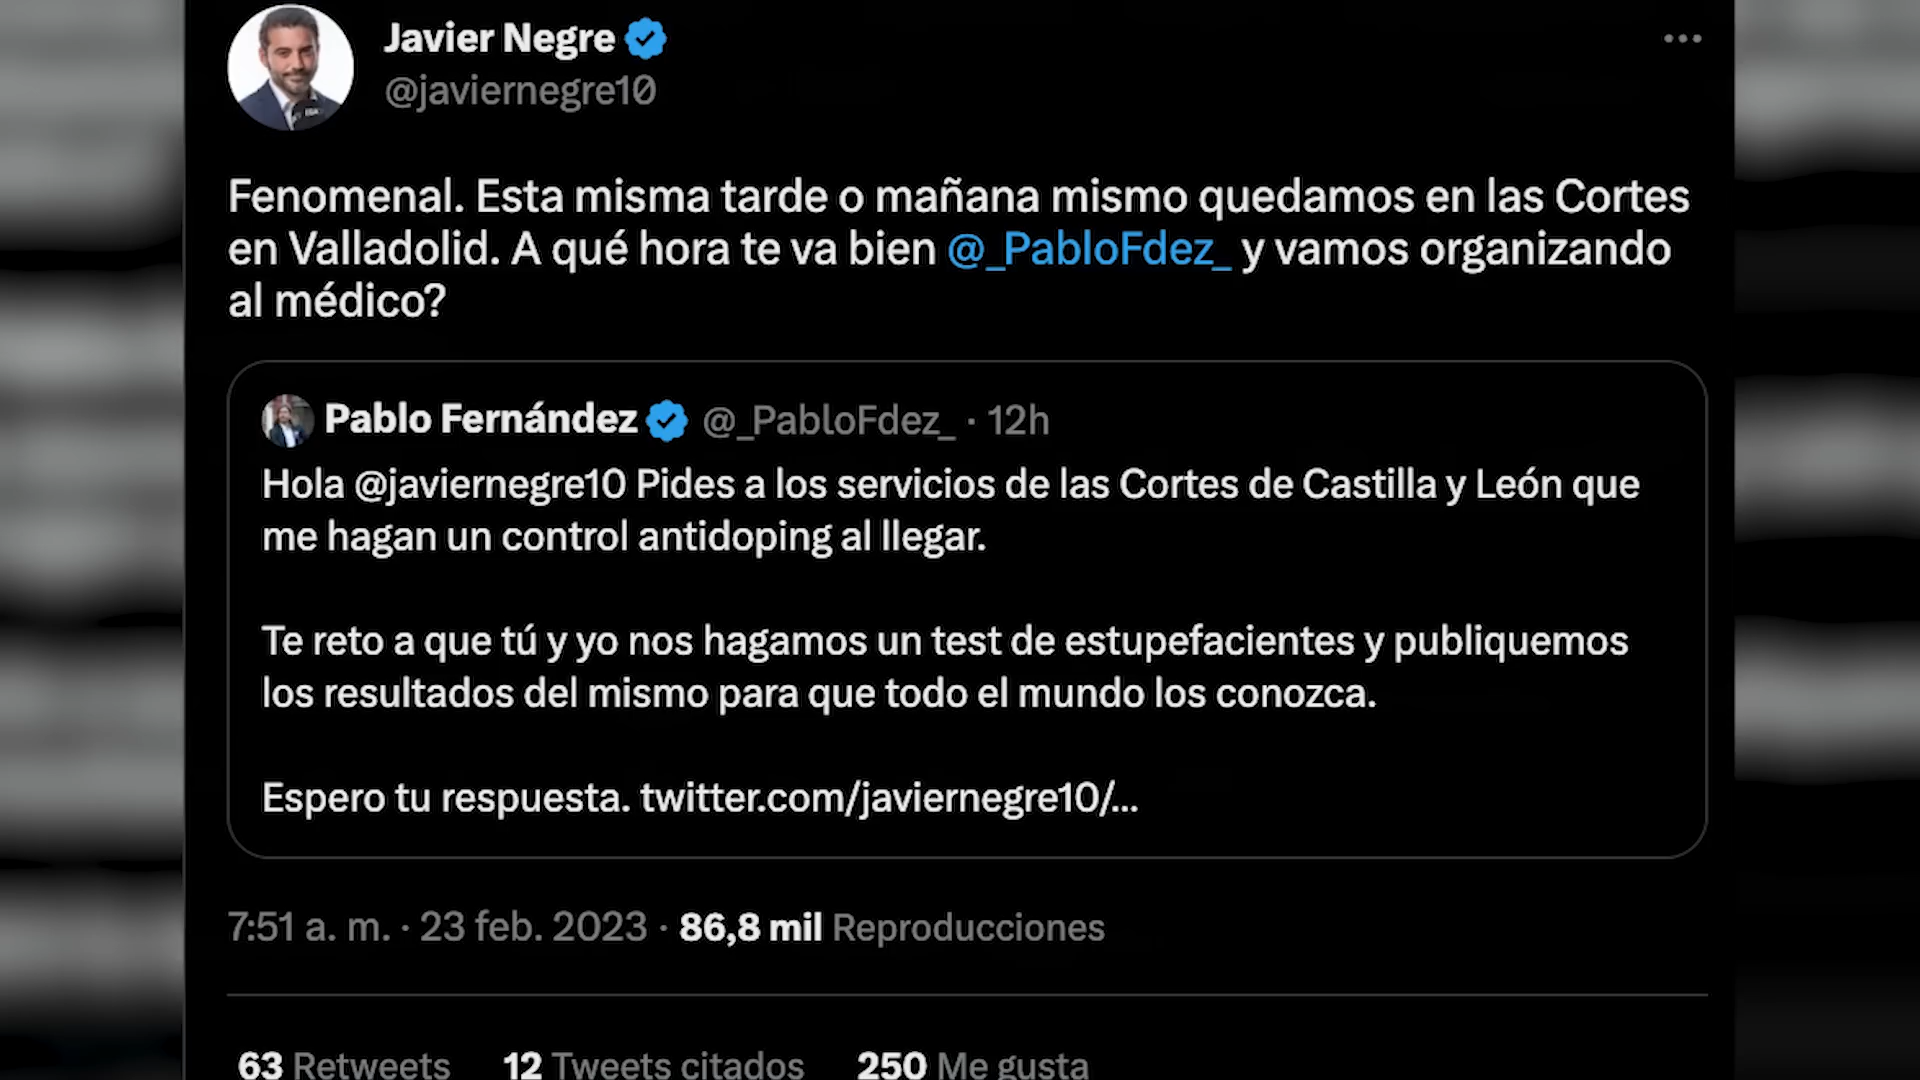 Javier Negre
@javiernegre10
Fenomenal. Esta misma tarde o mañana mismo quedamos en las Cortes
en Valladolid. A qué hora te va bien @_PabloFdez_ y vamos organizando
al médico?
Pablo Fernández @_PabloFdez_ · 12h
Hola @javiernegre10 Pides a los servicios de las Cortes de Castilla y León que
me hagan un control antidoping al llegar.
Te reto a que tú y yo nos hagamos un test de estupefacientes y publiquemos
los resultados del mismo para que todo el mundo los conozca.
Espero tu respuesta. twitter.com/javiernegre10/...
7:51 a. m. · 23 feb. 2023 · 86,8 mil Reproducciones
63 Retweets 12 Tweets citados 250 Me gusta